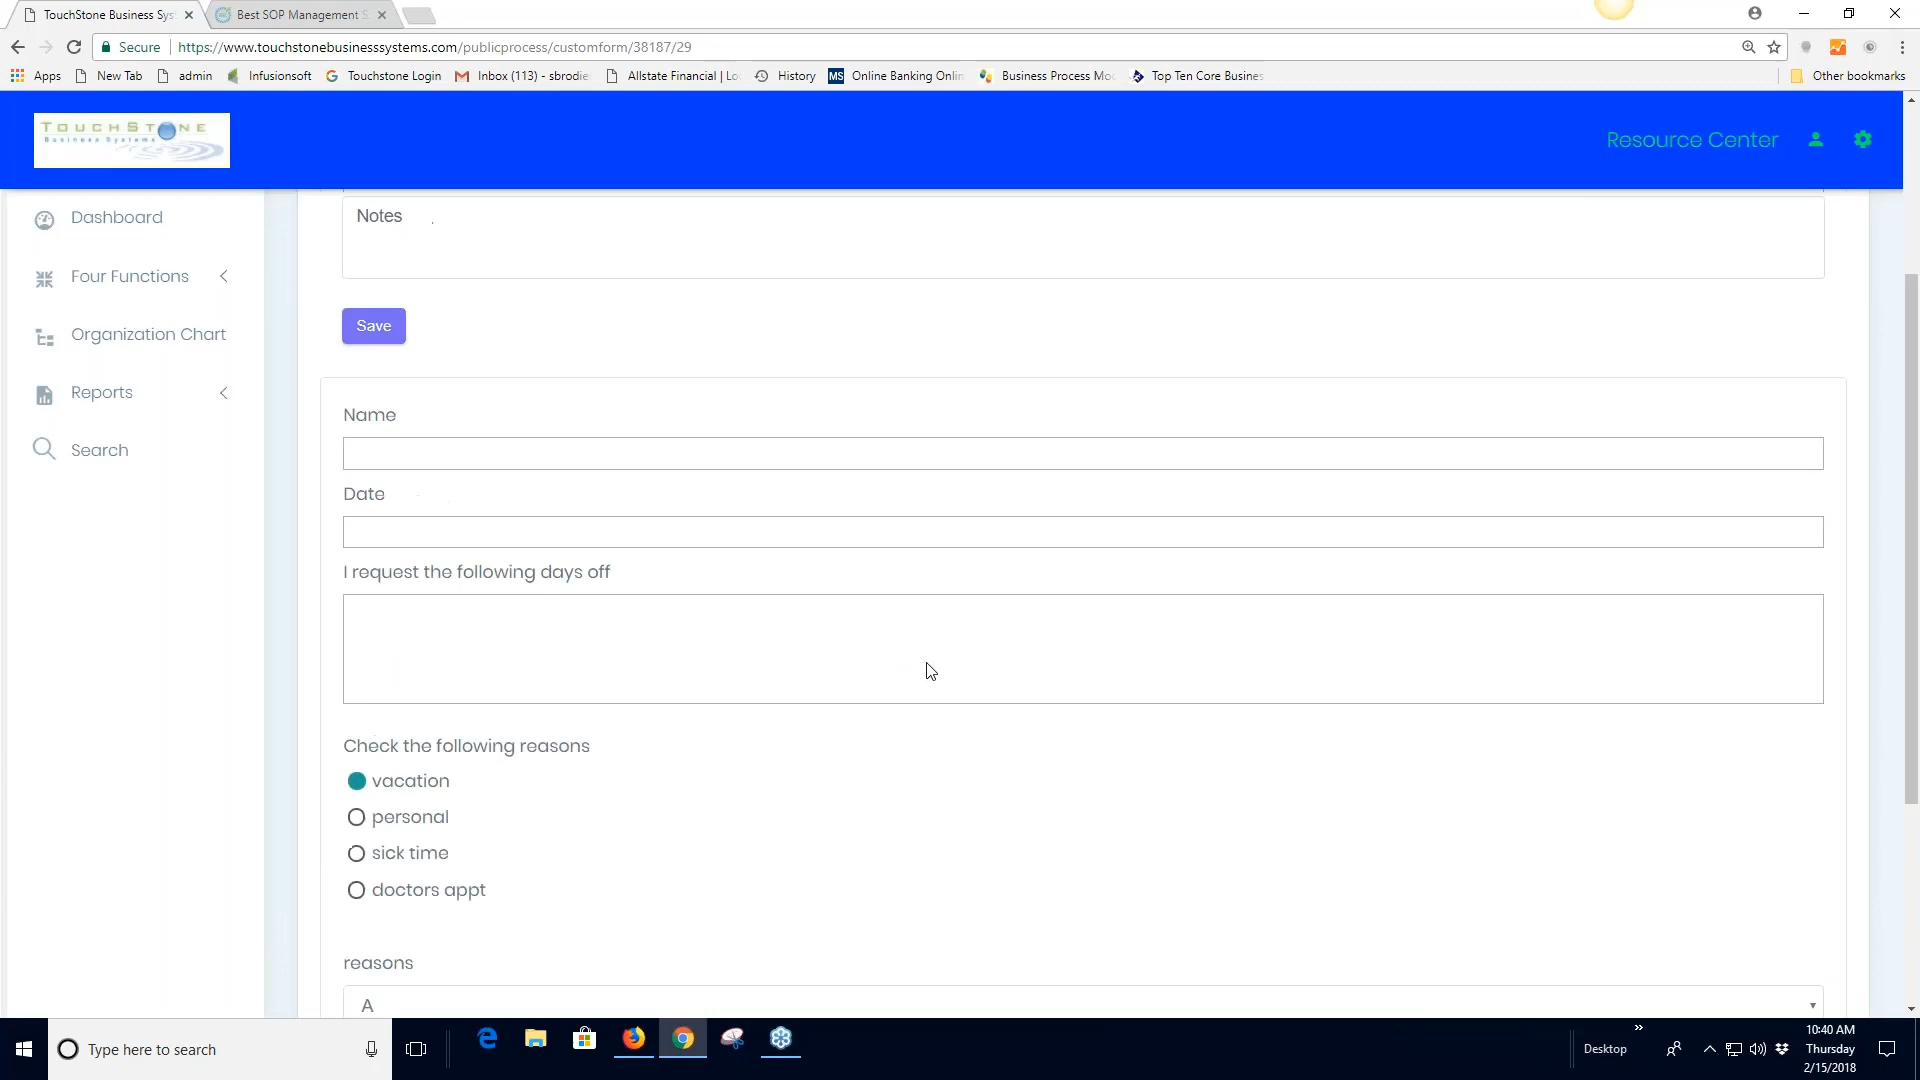 TouchStone Business Sys
Best SOP Management S
Secure
https://www.touchstonebusinesssystems.com/publicprocess/customform/38187/29
Apps
New Tab
admin
Infusionsoft
Touchstone Login
Inbox (113) - sbrodie
Allstate Financial | Lo
History
MS
Online Banking Onlin
Business Process Mod
Top Ten Core Busines
Other bookmarks
TOUCHSTONE
Business Systems
Resource Center
Dashboard
Four Functions
Organization Chart
Reports
Search
Notes
Save
Name
Date
I request the following days off
Check the following reasons
vacation
personal
sick time
doctors appt
reasons
A
Type here to search
Desktop
10:40 AM
Thursday
2/15/2018